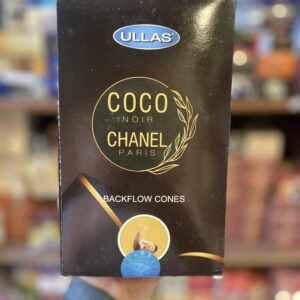 ULLAS®
COCO
NOIR
CHANEL
PARIS
BACKFLOW CONES